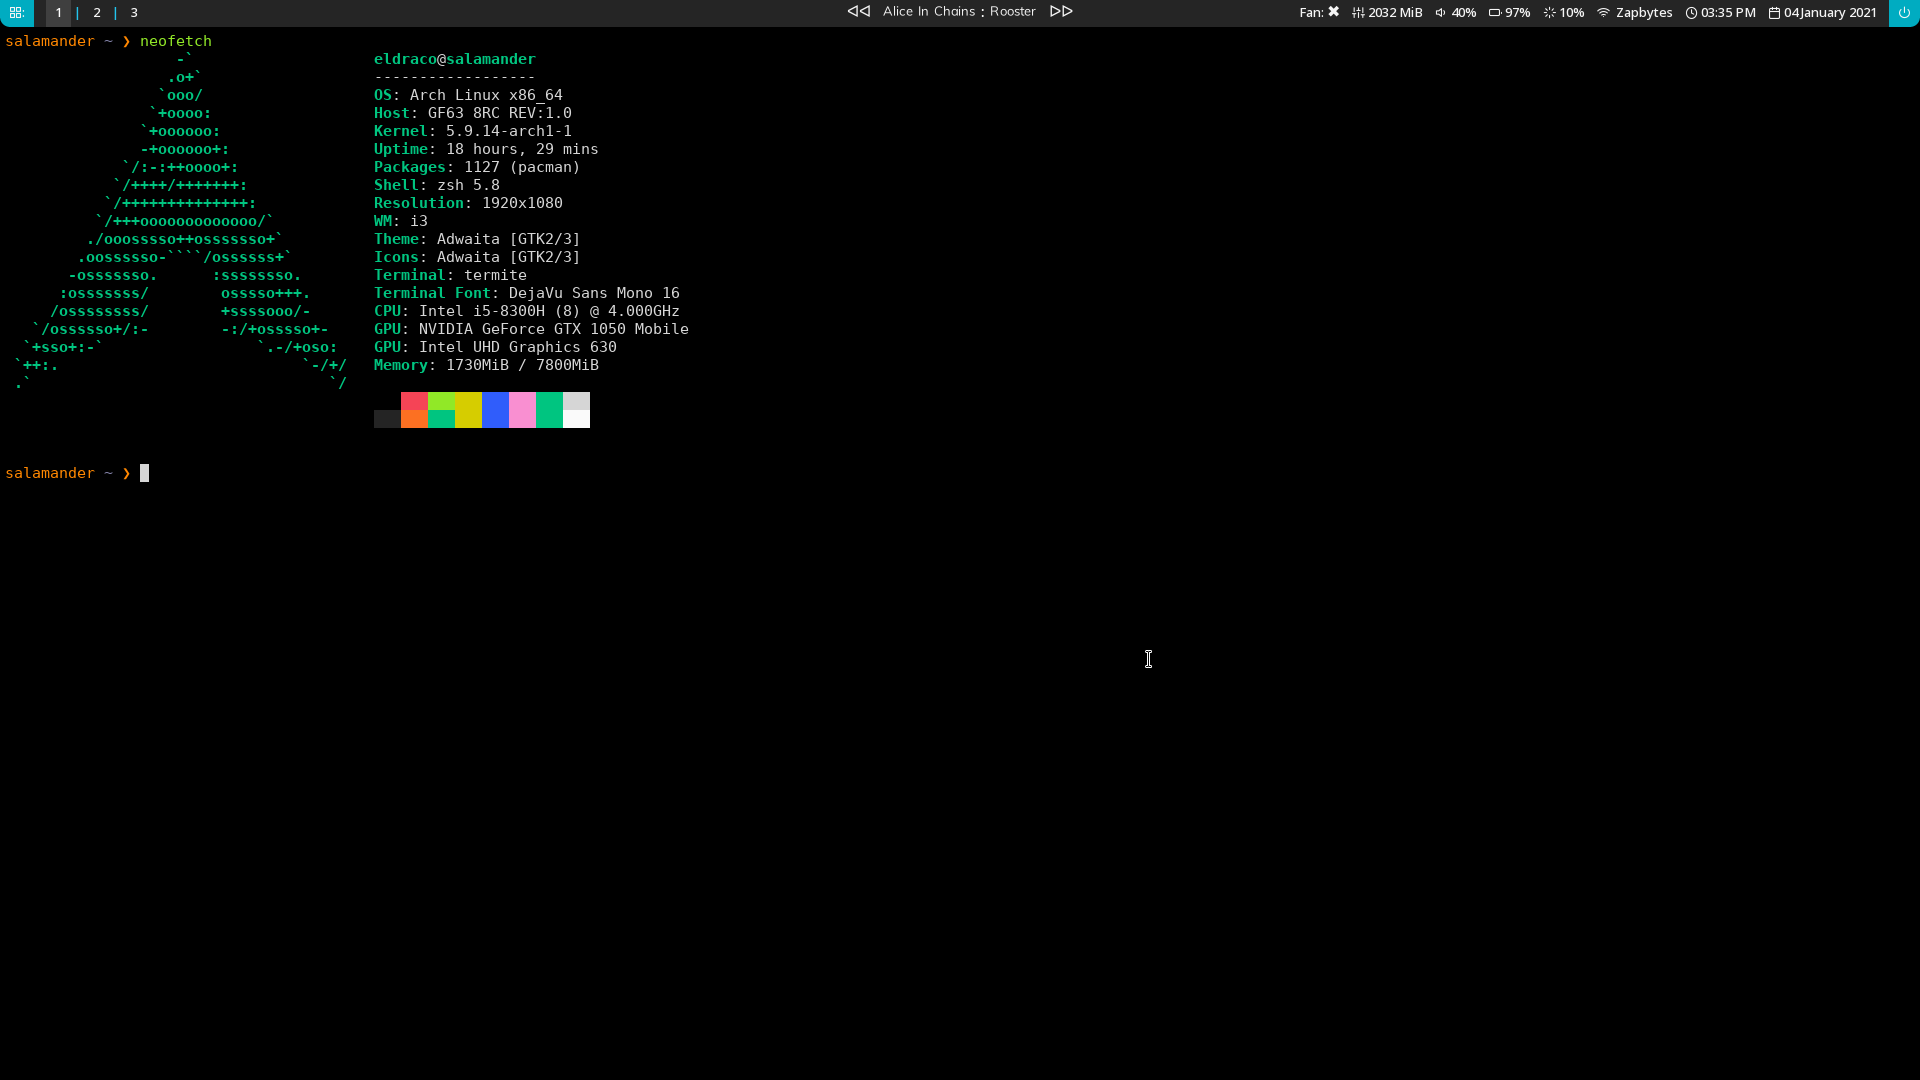 1 | 2 | 3 Alice In Chains : Rooster Fan: ✖ 2032 MiB 40% 97% 10% Zapbytes 03:35 PM 04 January 2021
salamander ~ ❯ neofetch
                   -`                    eldraco@salamander
                  .o+`                   ------------------
                 `ooo/                   OS: Arch Linux x86_64
                `+oooo:                  Host: GF63 8RC REV:1.0
               `+oooooo:                 Kernel: 5.9.14-arch1-1
               -+oooooo+:                Uptime: 18 hours, 29 mins
             `/:-:++oooo+:               Packages: 1127 (pacman)
            `/++++/+++++++:              Shell: zsh 5.8
           `/++++++++++++++:             Resolution: 1920x1080
          `/+++ooooooooooooo/`           WM: i3
         ./ooosssso++osssssso+`          Theme: Adwaita [GTK2/3]
        .oossssso-````/ossssss+`         Icons: Adwaita [GTK2/3]
       -osssssso.      :ssssssso.        Terminal: termite
      :osssssss/        osssso+++.       Terminal Font: DejaVu Sans Mono 16
     /ossssssss/        +ssssooo/-       CPU: Intel i5-8300H (8) @ 4.000GHz
   `/ossssso+/:-        -:/+osssso+-     GPU: NVIDIA GeForce GTX 1050 Mobile
  `+sso+:-`                 `.-/+oso:    GPU: Intel UHD Graphics 630
 `++:.                           `-/+/   Memory: 1730MiB / 7800MiB
 .`                                 `/
salamander ~ ❯